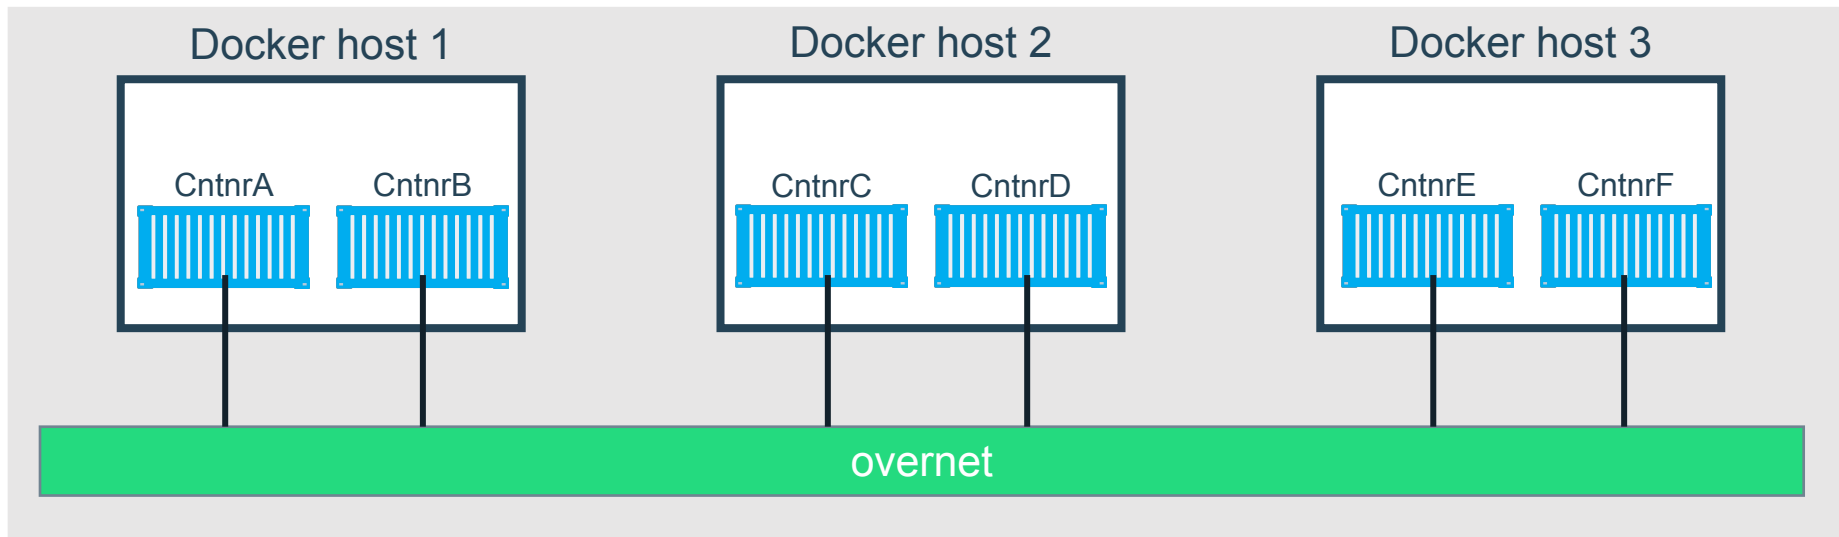 Docker host 1
Docker host 2
Docker host 3
CntnrA
CntnrB
CntnrC
CntnrD
CntnrE
CntnrF
overnet